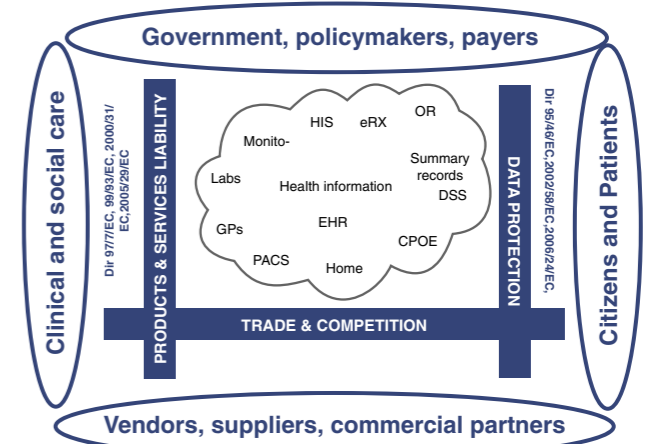 Government, policymakers, payers
Clinical and social care
Dir 97/7/EC, 99/93/EC, 2000/31/
EC,2005/29/EC
PRODUCTS & SERVICES LIABILITY
HIS
eRX
OR
Monito-
Summary
records
Labs
Health information
DSS
EHR
GPs
CPOE
PACS
Home
DATA PROTECTION
Dir 95/46/EC,2002/58/EC,2006/24/EC,
Citizens and Patients
TRADE & COMPETITION
Vendors, suppliers, commercial partners